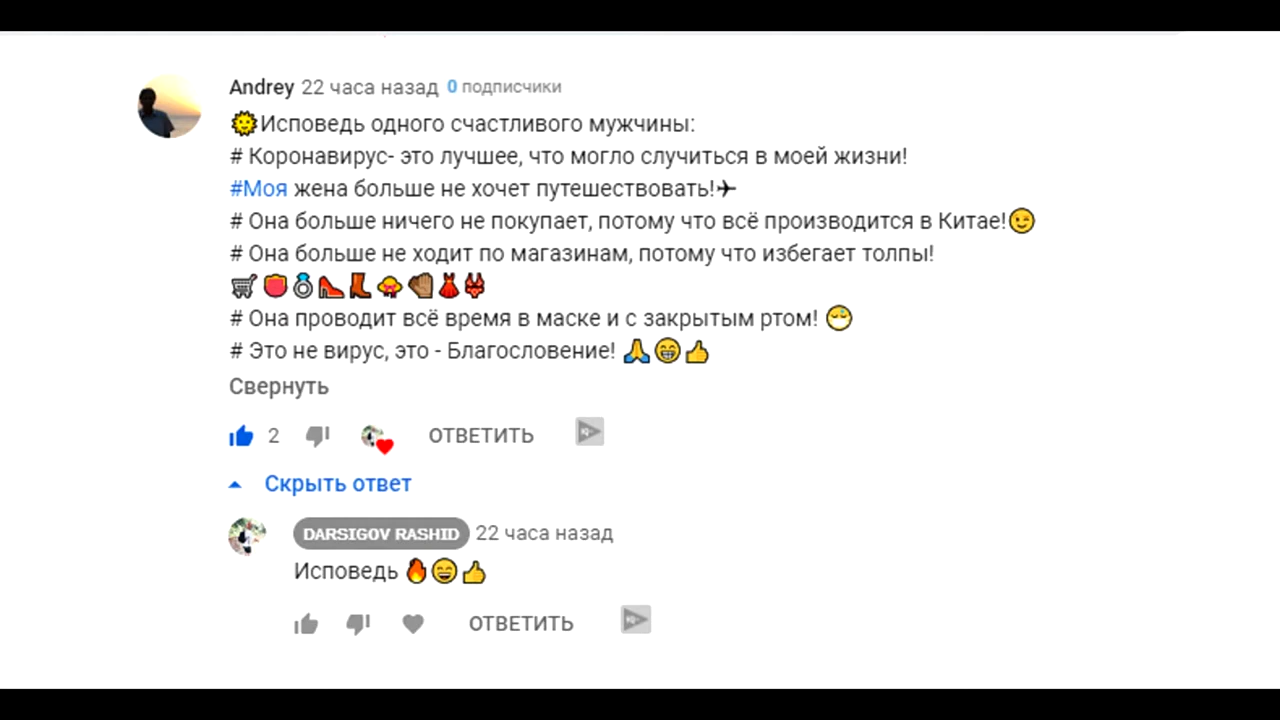 Andrey 22 часа назад 0 подписчики
🌞Исповедь одного счастливого мужчины:
# Коронавирус- это лучшее, что могло случиться в моей жизни!
#Моя жена больше не хочет путешествовать!✈
# Она больше ничего не покупает, потому что всё производится в Китае!😉
# Она больше не ходит по магазинам, потому что избегает толпы!
🛒👛💍👠👢👒🧤👗👙
# Она проводит всё время в маске и с закрытым ртом! 😷
# Это не вирус, это - Благословение! 🙏😁👍
Свернуть
2 ОТВЕТИТЬ
Скрыть ответ
DARSIGOV RASHID 22 часа назад
Исповедь 🔥😄👍
ОТВЕТИТЬ